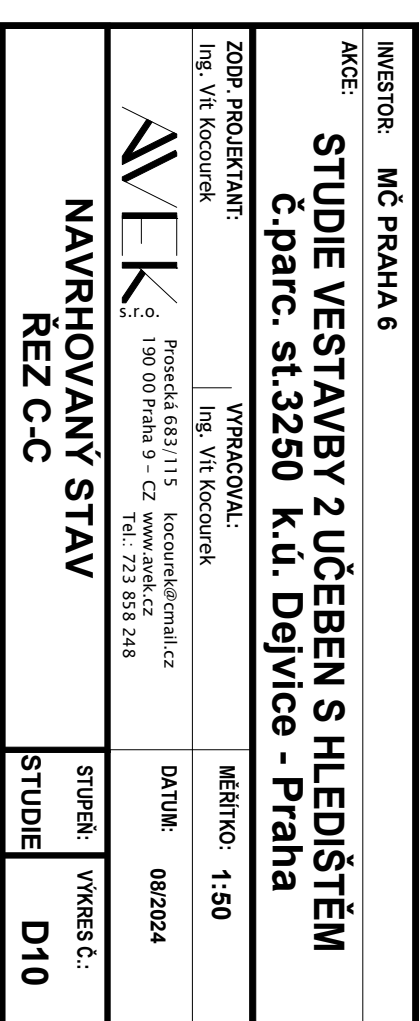 INVESTOR: MČ PRAHA 6
AKCE: STUDIE VESTAVBY 2 UČEBEN S HLEDIŠTĚM
č.parc. st.3250 k.ú. Dejvice - Praha
ZODP. PROJEKTANT:
Ing. Vít Kocourek
VYPRACOVAL:
Ing. Vít Kocourek
MĚŘÍTKO: 1:50
AVEK s.r.o.
Prosecká 683/115 kocourek@cmail.cz
190 00 Praha 9 – CZ www.avek.cz
Tel.: 723 858 248
DATUM: 08/2024
NAVRHOVANÝ STAV
ŘEZ C-C
STUPEŇ:
STUDIE
VÝKRES Č.:
D10